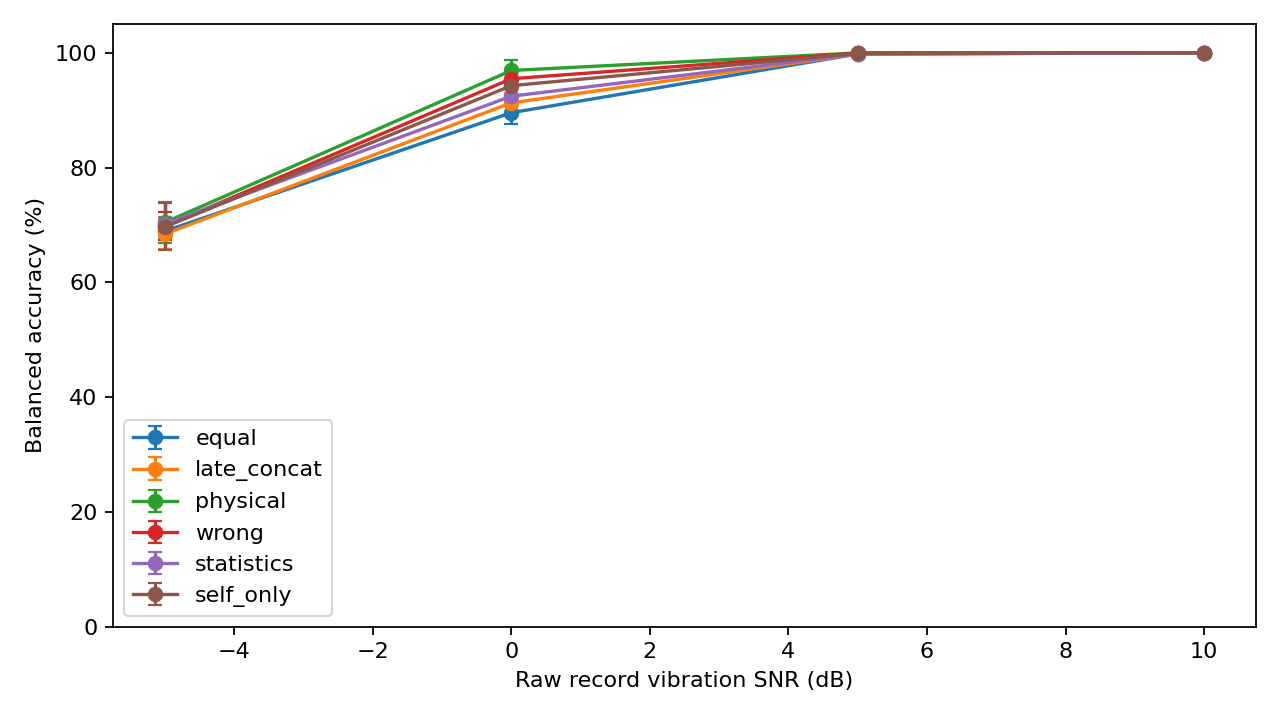 100
80
60
40
20
0
Balanced accuracy (%)
equal
late_concat
physical
wrong
statistics
self_only
−4 −2 0 2 4 6 8 10
Raw record vibration SNR (dB)